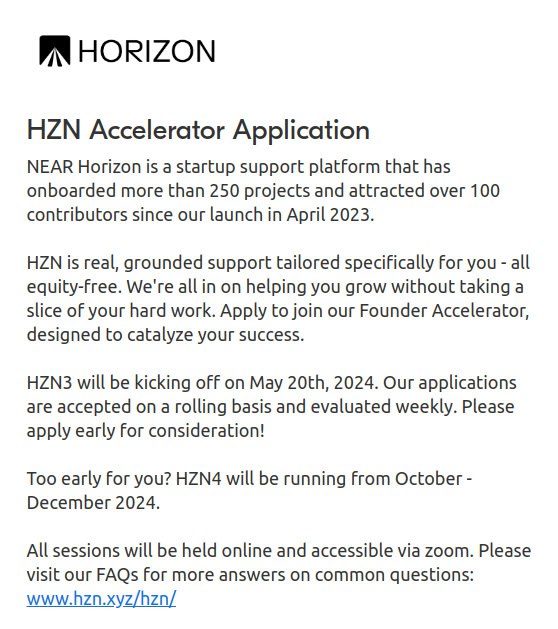 HORIZON
HZN Accelerator Application
NEAR Horizon is a startup support platform that has
onboarded more than 250 projects and attracted over 100
contributors since our launch in April 2023.
HZN is real, grounded support tailored specifically for you - all
equity-free. We're all in on helping you grow without taking a
slice of your hard work. Apply to join our Founder Accelerator,
designed to catalyze your success.
HZN3 will be kicking off on May 20th, 2024. Our applications
are accepted on a rolling basis and evaluated weekly. Please
apply early for consideration!
Too early for you? HZN4 will be running from October -
December 2024.
All sessions will be held online and accessible via zoom. Please
visit our FAQs for more answers on common questions:
www.hzn.xyz/hzn/